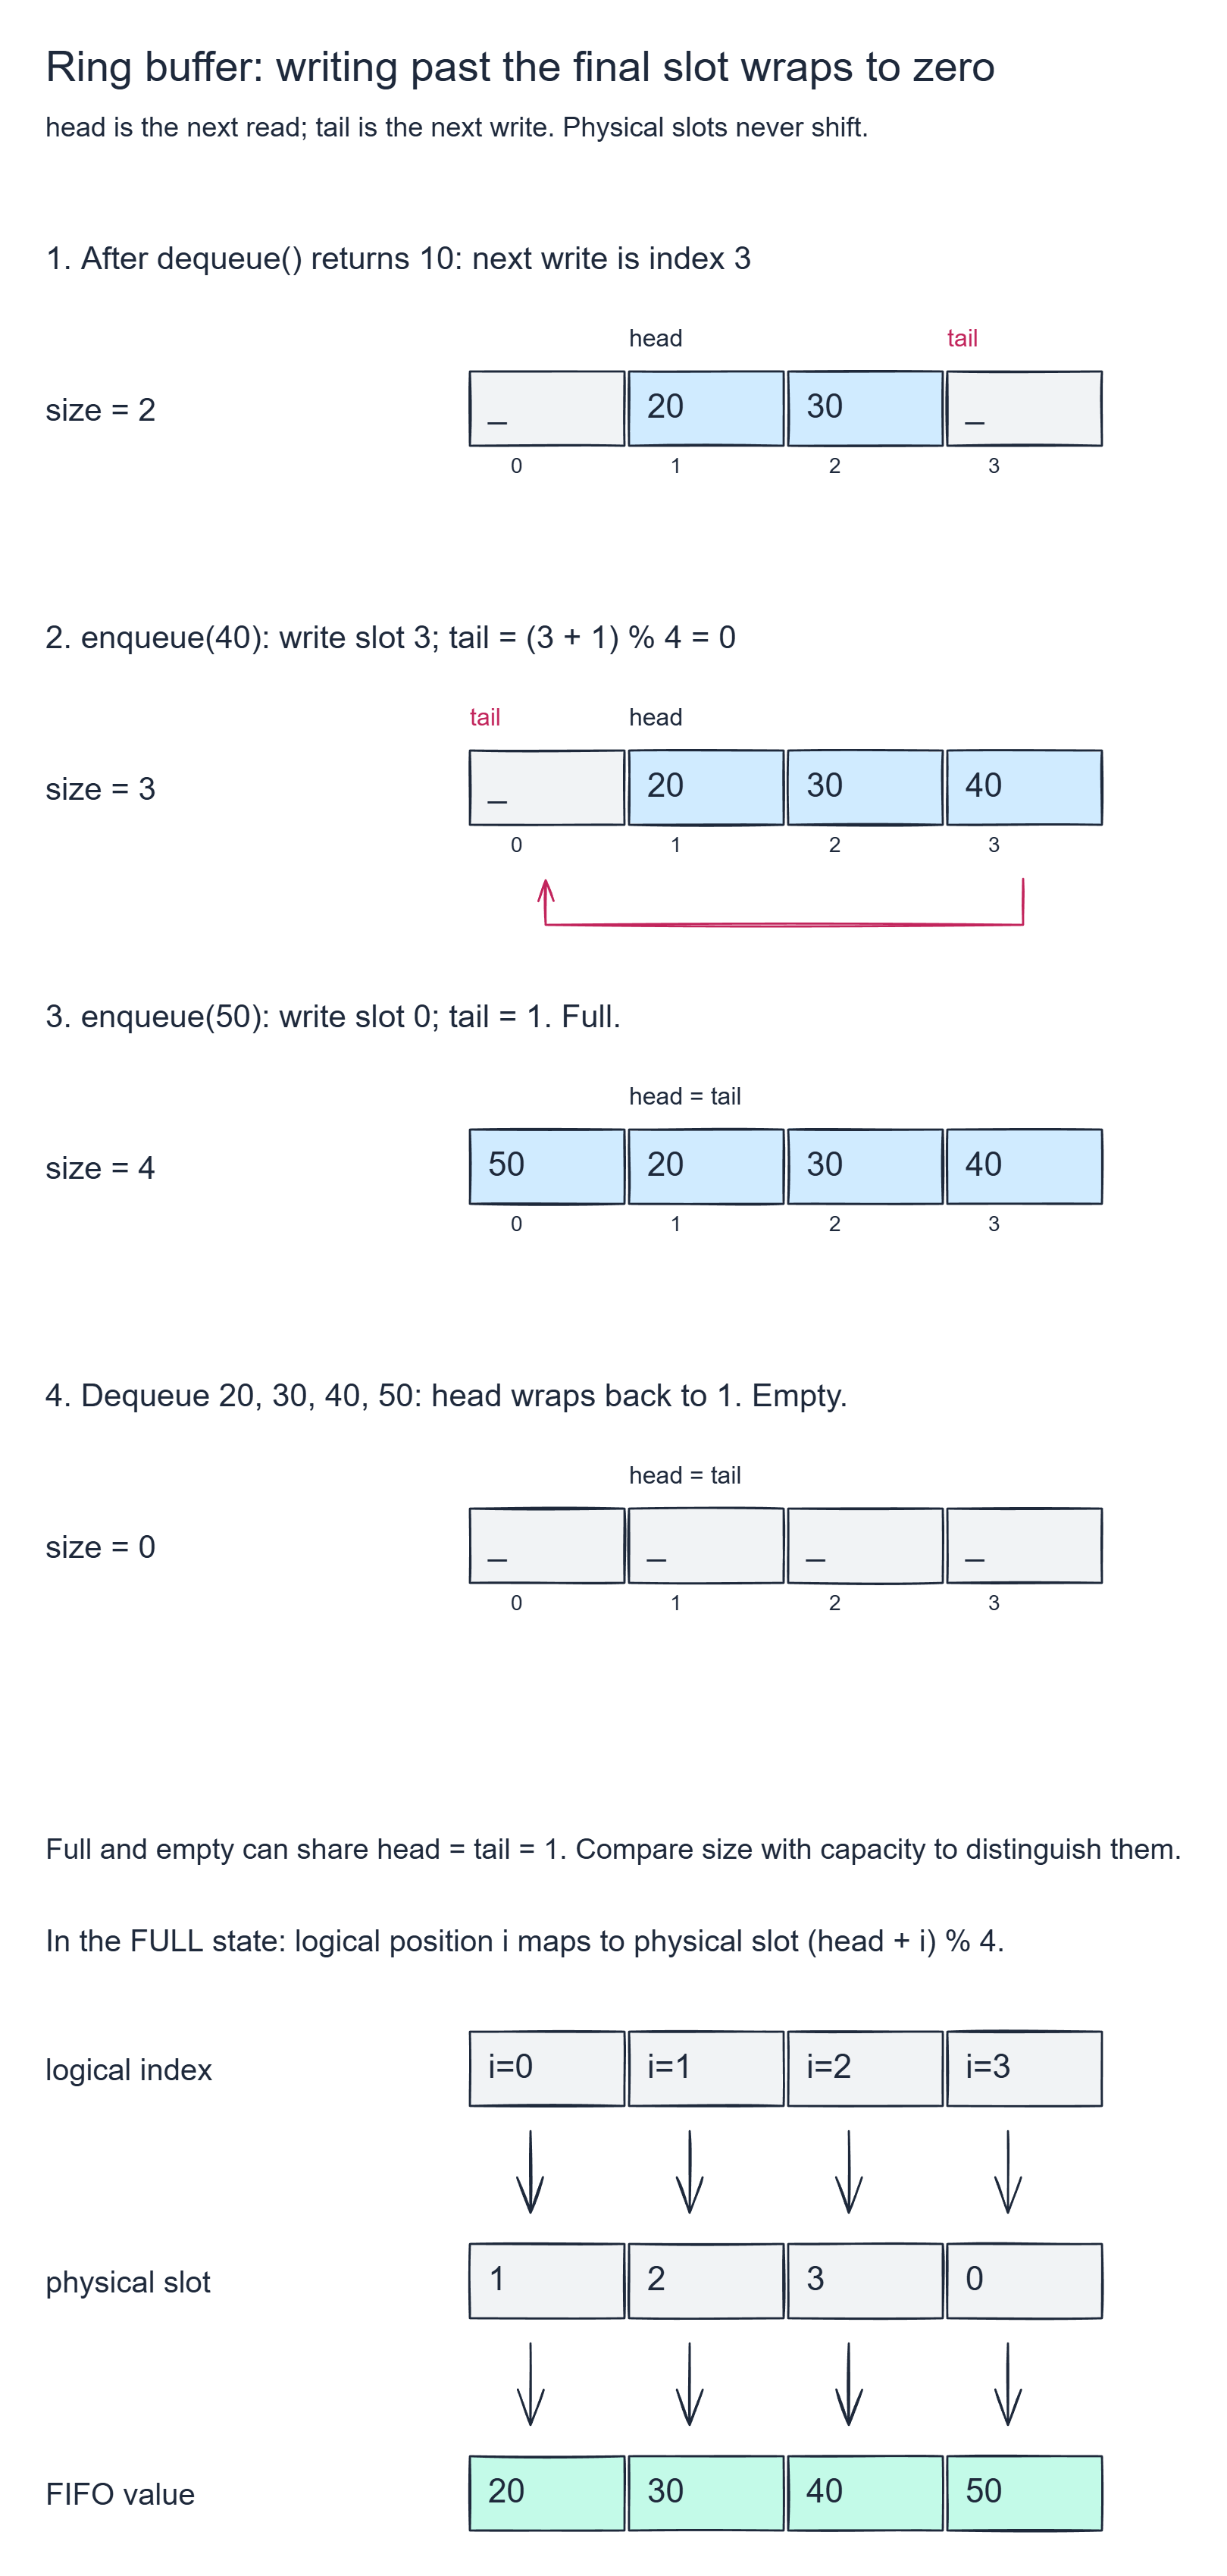 Ring buffer: writing past the final slot wraps to zero
head is the next read; tail is the next write. Physical slots never shift.
1. After dequeue() returns 10: next write is index 3
head tail
size = 2 _ 20 30 _
0 1 2 3
2. enqueue(40): write slot 3; tail = (3 + 1) % 4 = 0
tail head
size = 3 _ 20 30 40
0 1 2 3
3. enqueue(50): write slot 0; tail = 1. Full.
head = tail
size = 4 50 20 30 40
0 1 2 3
4. Dequeue 20, 30, 40, 50: head wraps back to 1. Empty.
head = tail
size = 0 _ _ _ _
0 1 2 3
Full and empty can share head = tail = 1. Compare size with capacity to distinguish them.
In the FULL state: logical position i maps to physical slot (head + i) % 4.
logical index i=0 i=1 i=2 i=3
physical slot 1 2 3 0
FIFO value 20 30 40 50